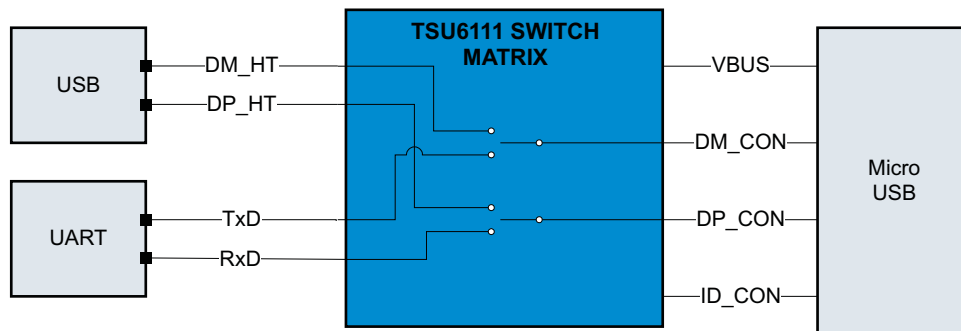 TSU6111 SWITCH
MATRIX
USB
DM_HT
DP_HT
VBUS
DM_CON
Micro
USB
UART
TxD
RxD
DP_CON
ID_CON